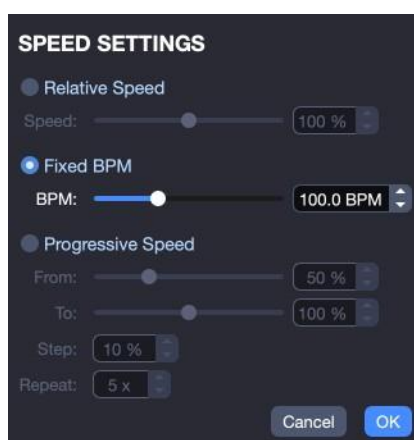 SPEED SETTINGS
Relative Speed
Speed: 100 %
Fixed BPM
BPM: 100.0 BPM
Progressive Speed
From: 50 %
To: 100 %
Step: 10 %
Repeat: 5 x
Cancel OK